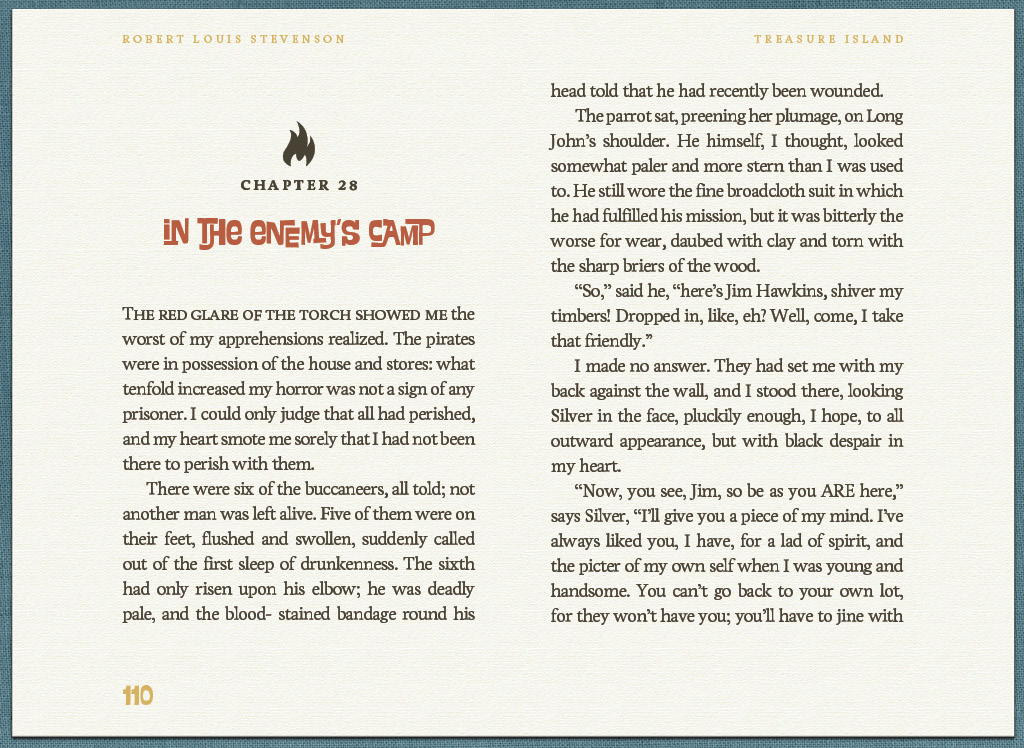 ROBERT LOUIS STEVENSON
TREASURE ISLAND
CHAPTER 28
IN THE ENEMY'S CAMP
THE RED GLARE OF THE TORCH SHOWED ME the
worst of my apprehensions realized. The pirates
were in possession of the house and stores: what
tenfold increased my horror was not a sign of any
prisoner. I could only judge that all had perished,
and my heart smote me sorely that I had not been
there to perish with them.
There were six of the buccaneers, all told; not
another man was left alive. Five of them were on
their feet, flushed and swollen, suddenly called
out of the first sleep of drunkenness. The sixth
had only risen upon his elbow; he was deadly
pale, and the blood- stained bandage round his
head told that he had recently been wounded.
The parrot sat, preening her plumage, on Long
John’s shoulder. He himself, I thought, looked
somewhat paler and more stern than I was used
to. He still wore the fine broadcloth suit in which
he had fulfilled his mission, but it was bitterly the
worse for wear, daubed with clay and torn with
the sharp briers of the wood.
“So,” said he, “here’s Jim Hawkins, shiver my
timbers! Dropped in, like, eh? Well, come, I take
that friendly.”
I made no answer. They had set me with my
back against the wall, and I stood there, looking
Silver in the face, pluckily enough, I hope, to all
outward appearance, but with black despair in
my heart.
“Now, you see, Jim, so be as you ARE here,”
says Silver, “I’ll give you a piece of my mind. I’ve
always liked you, I have, for a lad of spirit, and
the picter of my own self when I was young and
handsome. You can’t go back to your own lot,
for they won’t have you; you’ll have to jine with
110